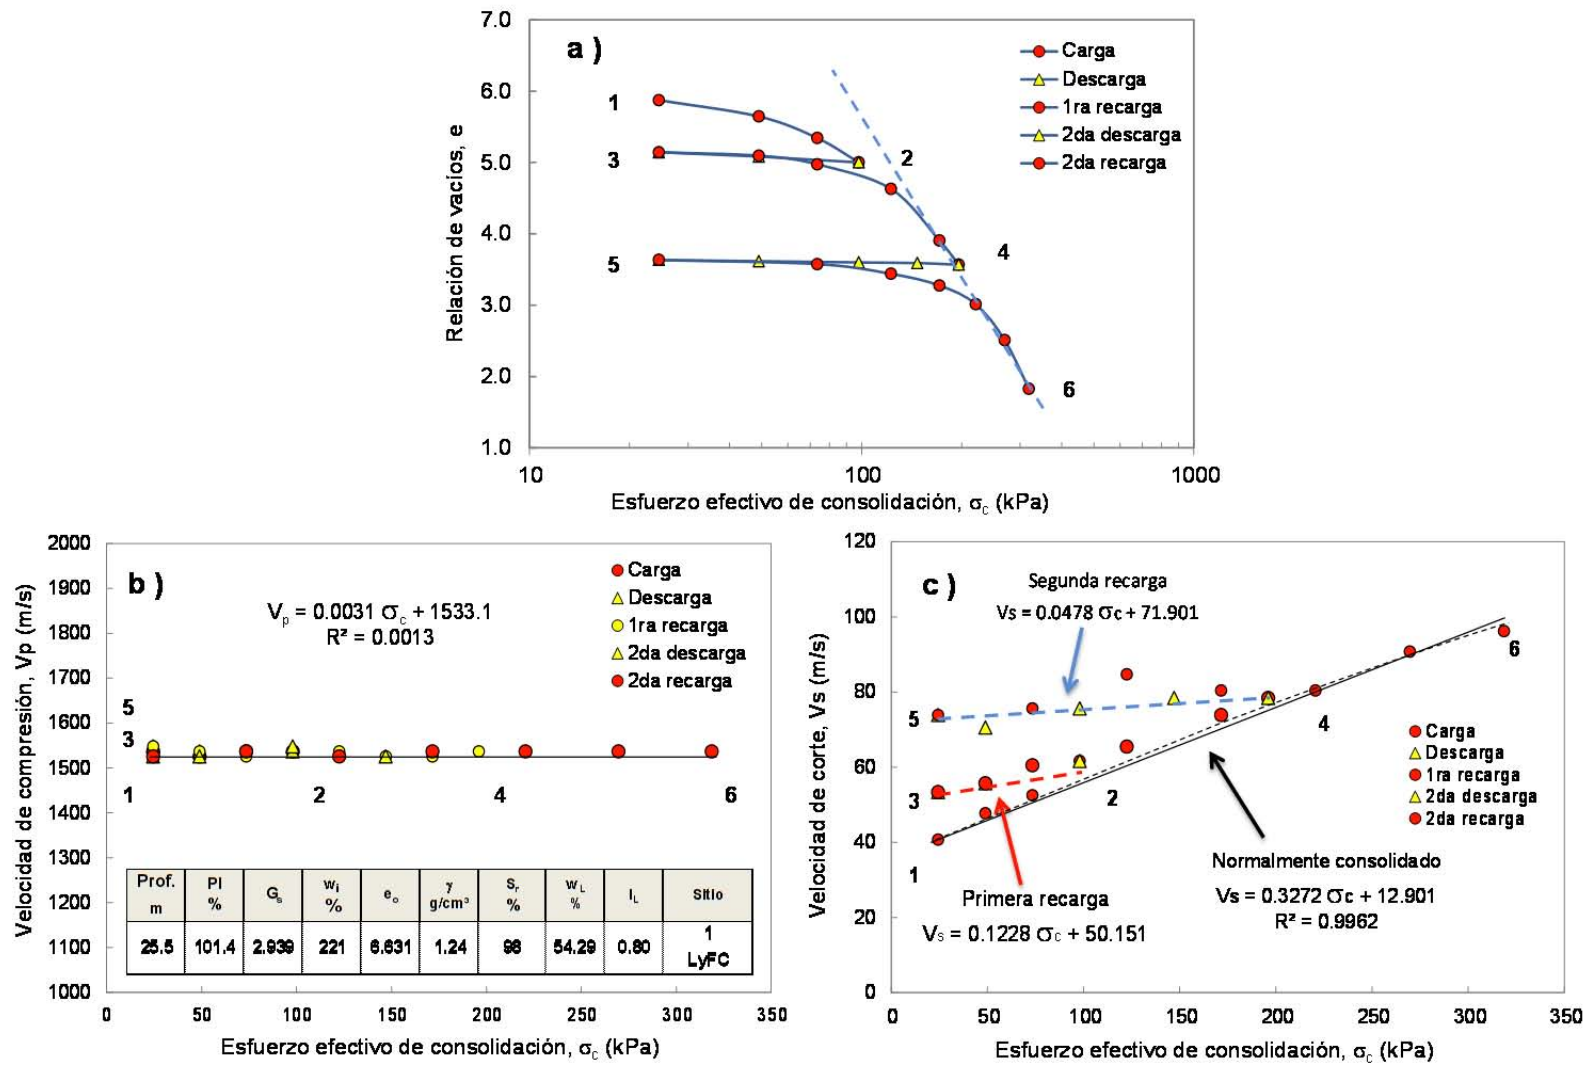 a )
7.0
6.0
5.0
4.0
3.0
2.0
1.0
Relación de vacios, e
1
2
3
4
5
6
Carga
Descarga
1ra recarga
2da descarga
2da recarga
10
100
1000
Esfuerzo efectivo de consolidación, σc (kPa)
b )
2000
1900
1800
1700
1600
1500
1400
1300
1200
1100
1000
Velocidad de compresión, Vp (m/s)
Vp = 0.0031 σc + 1533.1
R² = 0.0013
Carga
Descarga
1ra recarga
2da descarga
2da recarga
5
3
1
2
4
6
Prof. m PI % Gs wi % eo γ g/cm³ Sr % wL % IL Sitio
25.5 101.4 2.939 221 6.631 1.24 98 54.29 0.80 1 LyFC
0 50 100 150 200 250 300 350
Esfuerzo efectivo de consolidación, σc (kPa)
c )
120
100
80
60
40
20
0
Velocidad de corte, Vs (m/s)
Segunda recarga
Vs = 0.0478 σc + 71.901
5
3
1
2
4
6
Carga
Descarga
1ra recarga
2da descarga
2da recarga
Primera recarga
Vs = 0.1228 σc + 50.151
Normalmente consolidado
Vs = 0.3272 σc + 12.901
R² = 0.9962
0 50 100 150 200 250 300 350
Esfuerzo efectivo de consolidación, σc (kPa)